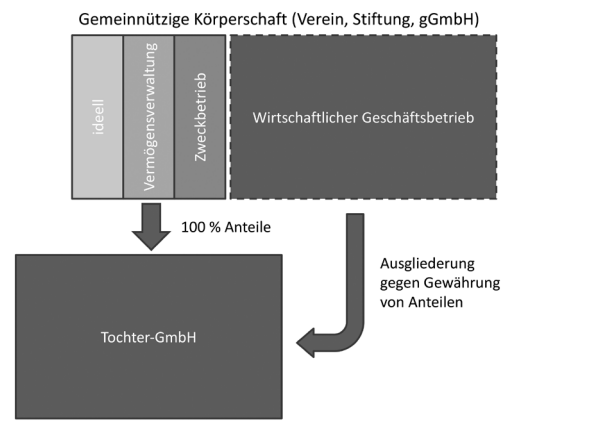 Gemeinnützige Körperschaft (Verein, Stiftung, gGmbH)
ideell
Vermögensverwaltung
Zweckbetrieb
Wirtschaftlicher Geschäftsbetrieb
100 % Anteile
Ausgliederung
gegen Gewährung
von Anteilen
Tochter-GmbH